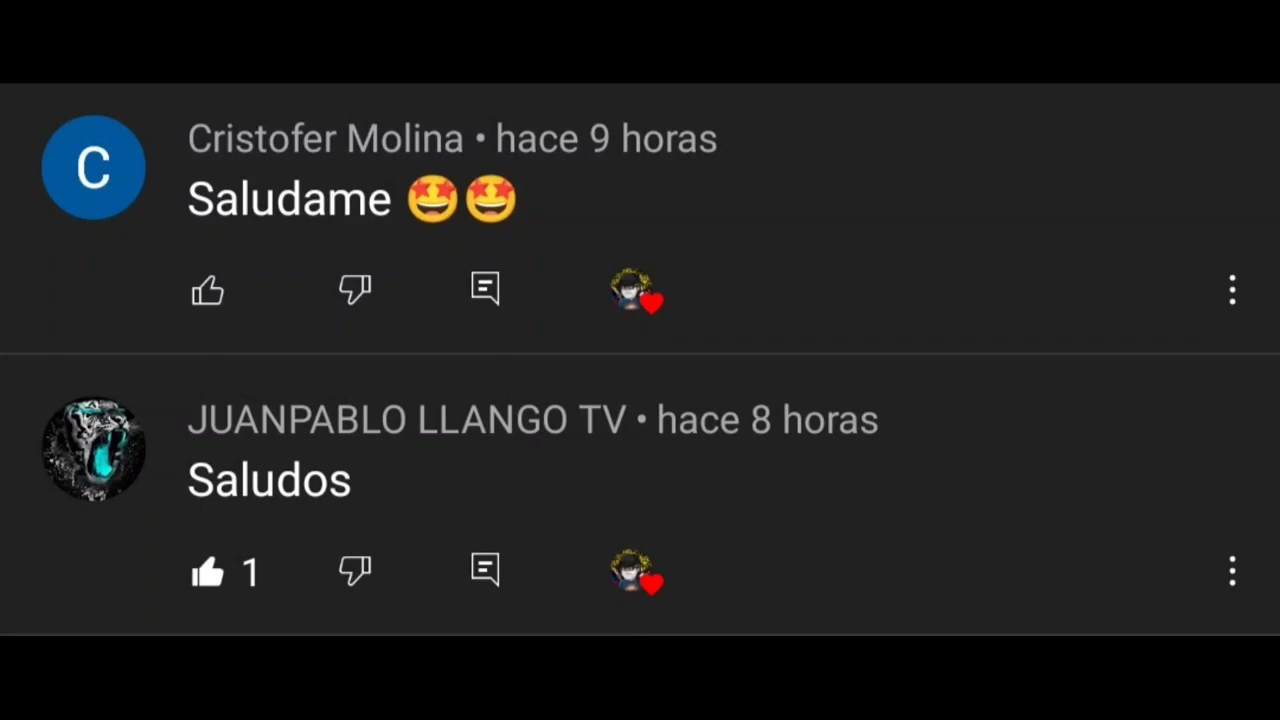 C
Cristofer Molina • hace 9 horas
Saludame 🤩🤩
JUANPABLO LLANGO TV • hace 8 horas
Saludos
1